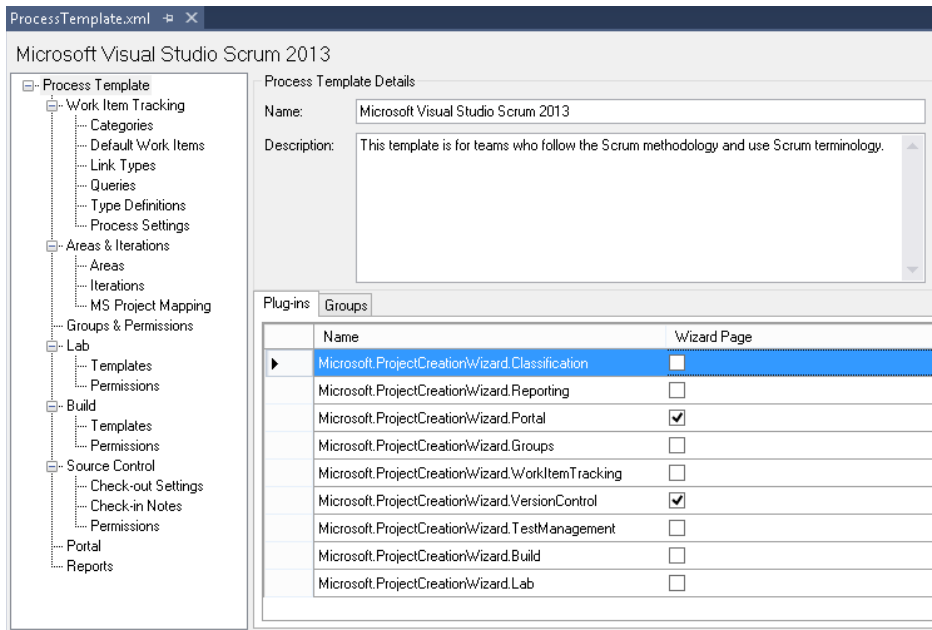 ProcessTemplate.xml
Microsoft Visual Studio Scrum 2013
Process Template
Work Item Tracking
Categories
Default Work Items
Link Types
Queries
Type Definitions
Process Settings
Areas & Iterations
Areas
Iterations
MS Project Mapping
Groups & Permissions
Lab
Templates
Permissions
Build
Templates
Permissions
Source Control
Check-out Settings
Check-in Notes
Permissions
Portal
Reports
Process Template Details
Name: Microsoft Visual Studio Scrum 2013
Description: This template is for teams who follow the Scrum methodology and use Scrum terminology.
Plug-ins Groups
Name Wizard Page
Microsoft.ProjectCreationWizard.Classification
Microsoft.ProjectCreationWizard.Reporting
Microsoft.ProjectCreationWizard.Portal
Microsoft.ProjectCreationWizard.Groups
Microsoft.ProjectCreationWizard.WorkItemTracking
Microsoft.ProjectCreationWizard.VersionControl
Microsoft.ProjectCreationWizard.TestManagement
Microsoft.ProjectCreationWizard.Build
Microsoft.ProjectCreationWizard.Lab